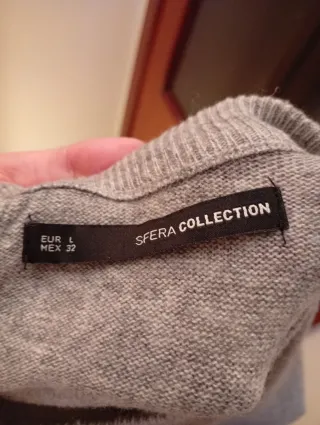 EUR L
MEX 32
SFERA COLLECTION